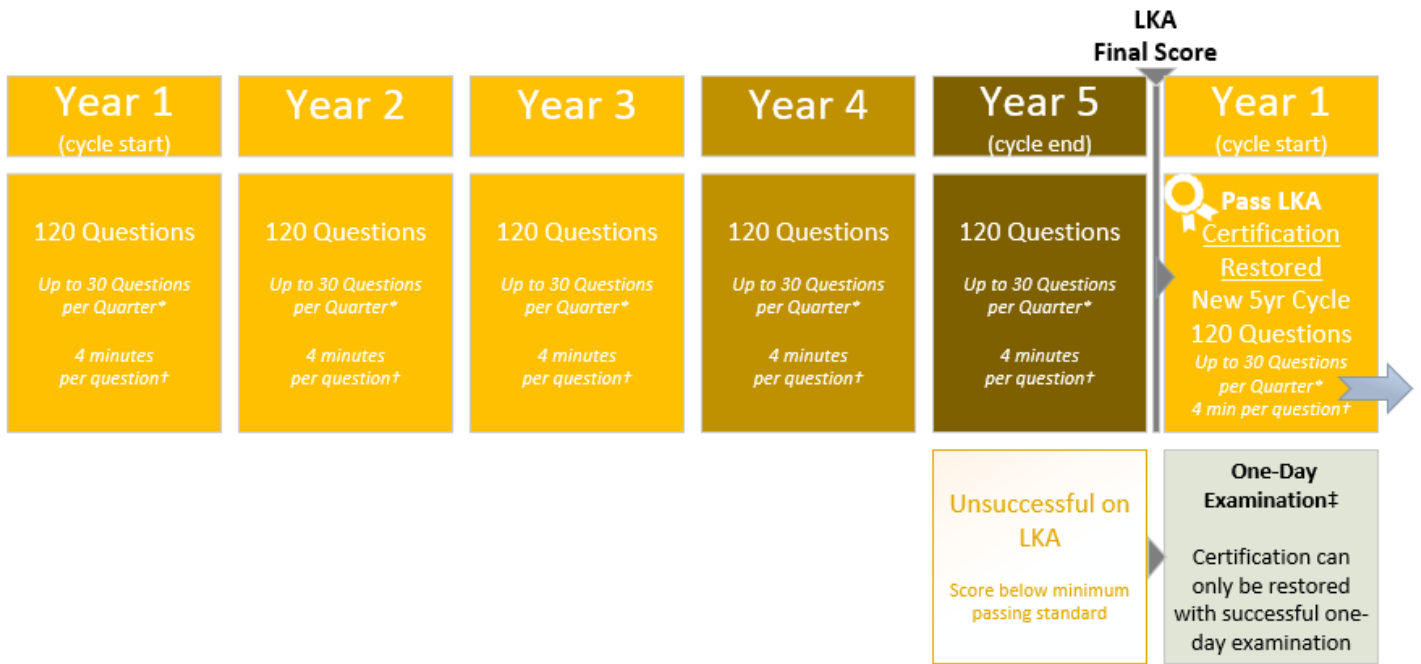 LKA
Final Score
Year 1
(cycle start)
Year 2
Year 3
Year 4
Year 5
(cycle end)
Year 1
(cycle start)
120 Questions
Up to 30 Questions
per Quarter*
4 minutes
per question†
120 Questions
Up to 30 Questions
per Quarter*
4 minutes
per question†
120 Questions
Up to 30 Questions
per Quarter*
4 minutes
per question†
120 Questions
Up to 30 Questions
per Quarter*
4 minutes
per question†
120 Questions
Up to 30 Questions
per Quarter*
4 minutes
per question†
Pass LKA
Certification
Restored
New 5yr Cycle
120 Questions
Up to 30 Questions
per Quarter*
4 min per question†
Unsuccessful on
LKA
Score below minimum
passing standard
One-Day
Examination‡
Certification can
only be restored
with successful one-
day examination